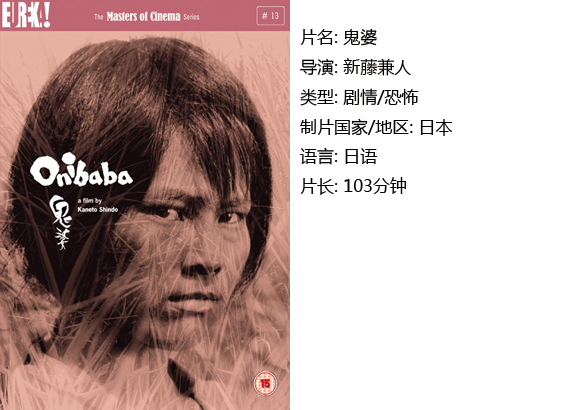 EUREKA!
The Masters of Cinema Series
# 13
Onibaba
a film by
Kaneto Shindo
鬼婆
15
片名: 鬼婆
导演: 新藤兼人
类型: 剧情/恐怖
制片国家/地区: 日本
语言: 日语
片长: 103分钟